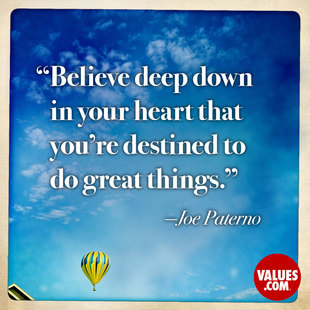 “Believe deep down
in your heart that
you’re destined to
do great things.”
—Joe Paterno
VALUES
.COM®